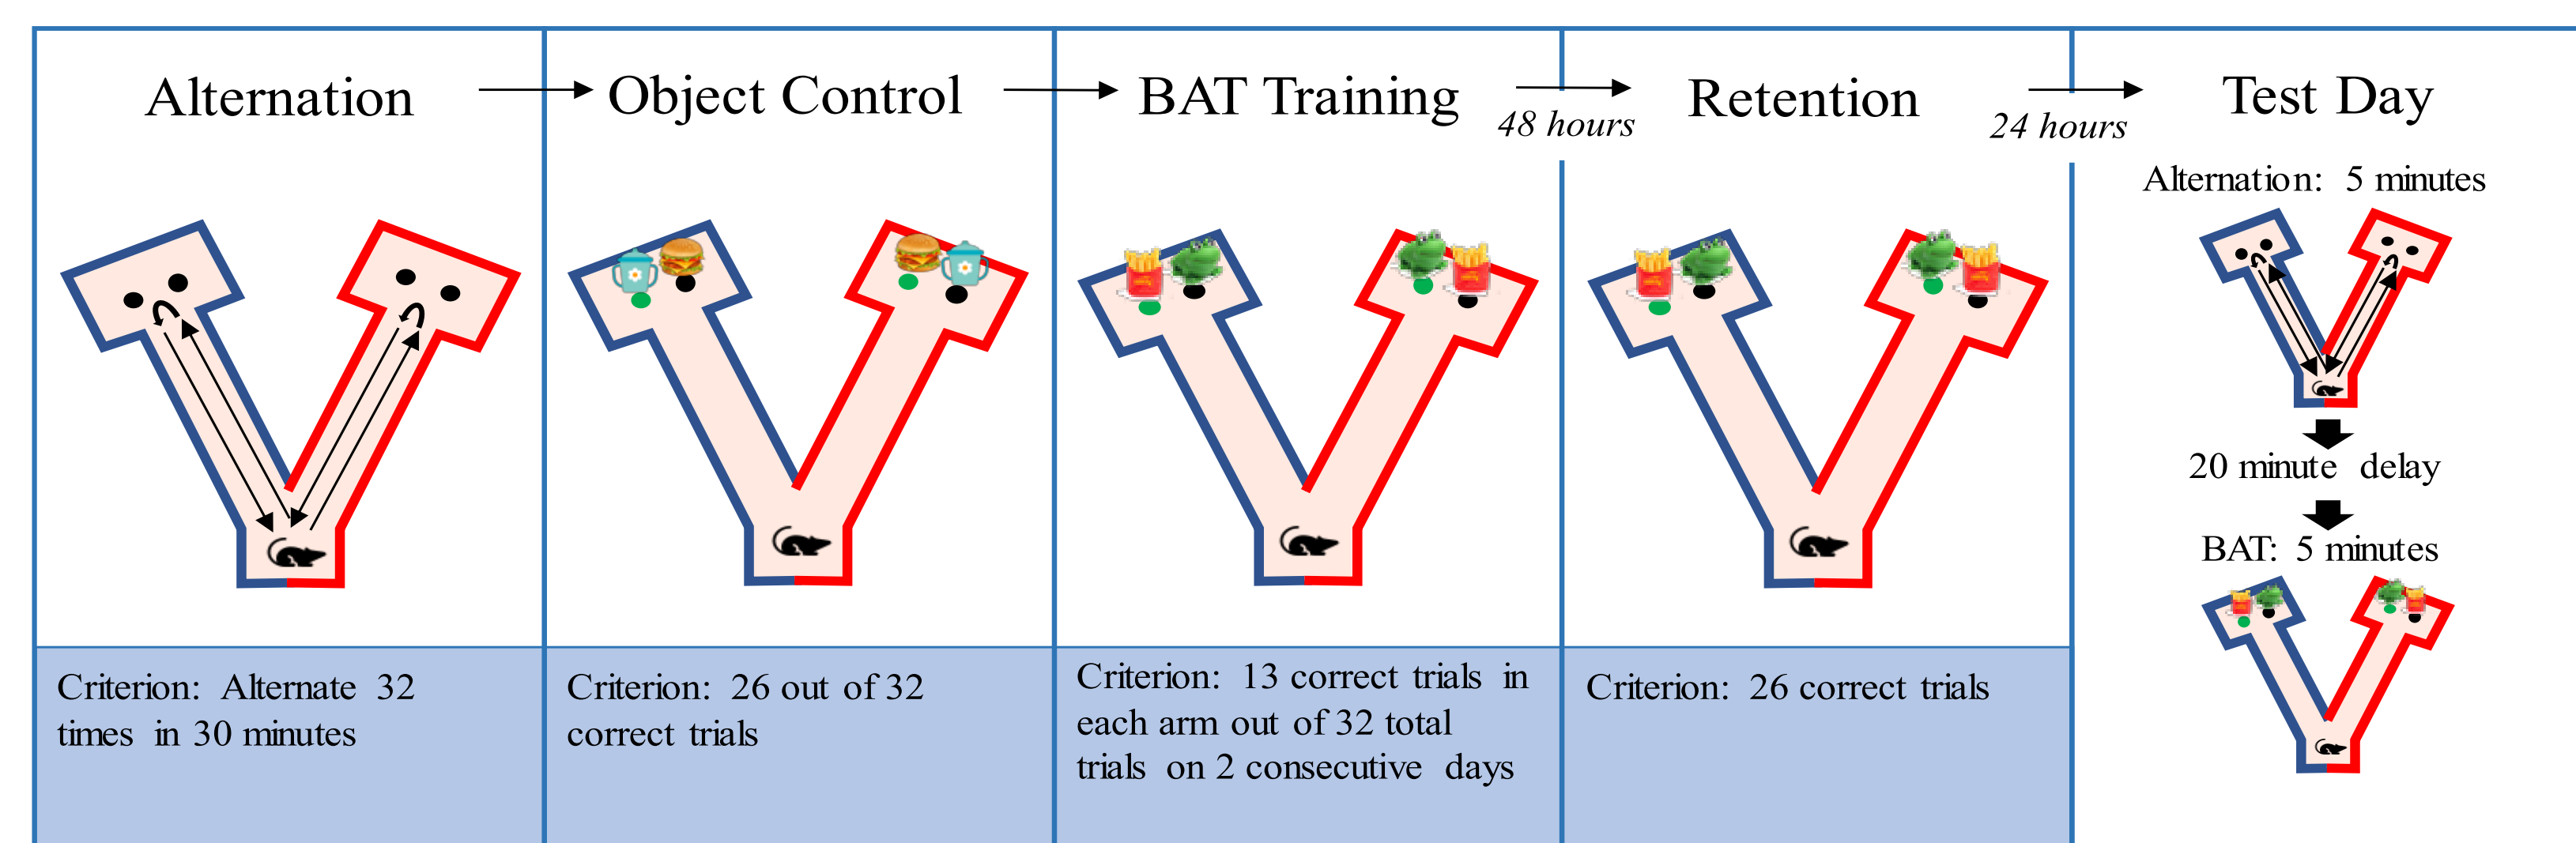 Alternation
Object Control
BAT Training
48 hours
Retention
24 hours
Test Day
Alternation: 5 minutes
20 minute delay
BAT: 5 minutes
Criterion: Alternate 32
times in 30 minutes
Criterion: 26 out of 32
correct trials
Criterion: 13 correct trials in
each arm out of 32 total
trials on 2 consecutive days
Criterion: 26 correct trials